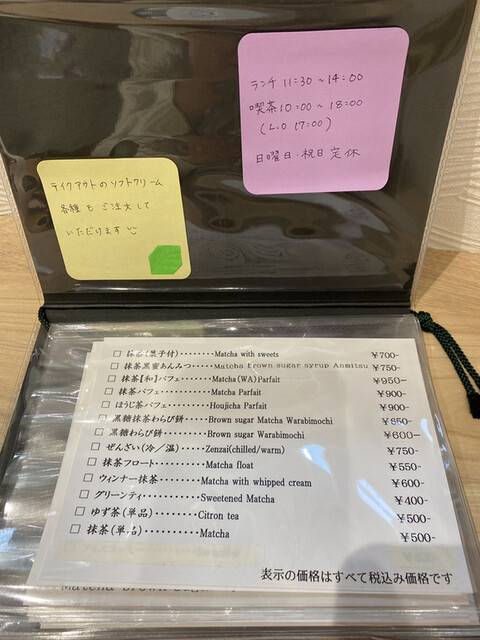 ランチ 11:30～14:00
喫茶 10:00～18:00
(L.O 17:00)
日曜日・祝日定休
テイクアウトのソフトクリーム
各種もご注文して
いただけます
□ 抹茶(菓子付)………Matcha with sweets ￥700-
□ 抹茶黒蜜あんみつ……Matcha brown sugar syrup Anmitsu ￥750-
□ 抹茶【和】パフェ………Matcha (WA) Parfait ￥950-
□ 抹茶パフェ…………Matcha Parfait ￥900-
□ ほうじ茶パフェ………Houjicha Parfait ￥900-
□ 黒糖抹茶わらび餅……Brown sugar Matcha Warabimochi ￥850-
□ 黒糖わらび餅…………Brown sugar Warabimochi ￥600-
□ ぜんざい(冷／温)……Zenzai(chilled/warm) ￥750-
□ 抹茶フロート…………Matcha float ￥550-
□ ウィンナー抹茶………Matcha with whipped cream ￥600-
□ グリーンティ…………Sweetened Matcha ￥400-
□ ゆず茶(単品)………Citron tea ￥500-
□ 抹茶(単品)…………Matcha ￥500-
表示の価格はすべて税込み価格です